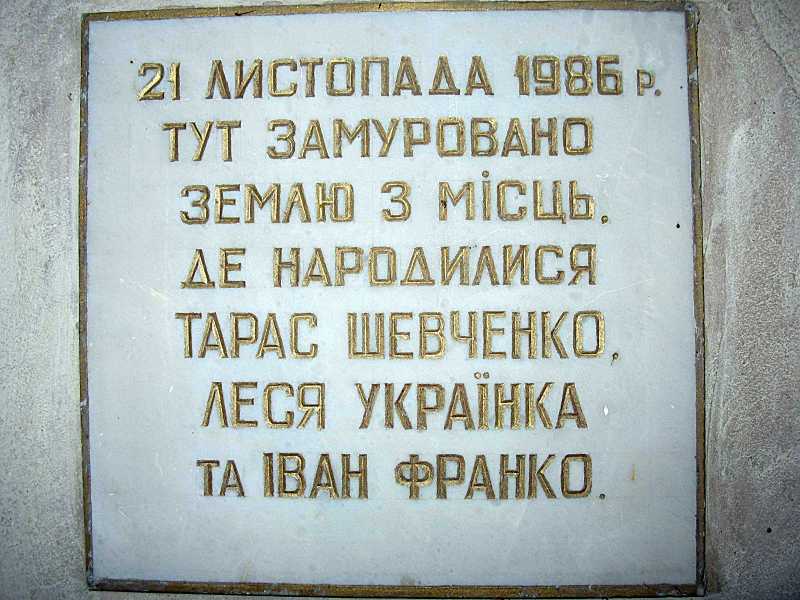 21 ЛИСТОПАДА 1986 р.
ТУТ ЗАМУРОВАНО
ЗЕМЛЮ З МІСЦЬ,
ДЕ НАРОДИЛИСЯ
ТАРАС ШЕВЧЕНКО,
ЛЕСЯ УКРАЇНКА
ТА ІВАН ФРАНКО.